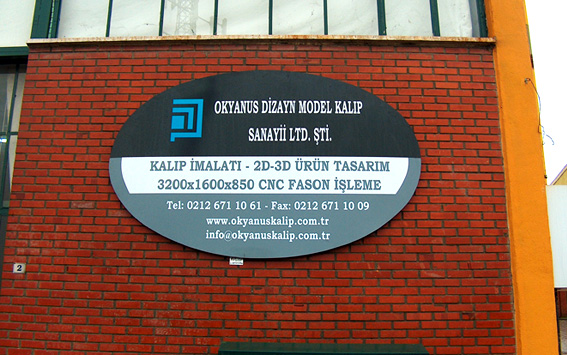 OKYANUS DİZAYN MODEL KALIP
SANAYİİ LTD. ŞTİ.
KALIP İMALATI - 2D-3D ÜRÜN TASARIM
3200x1600x850 CNC FASON İŞLEME
Tel: 0212 671 10 61 - Fax: 0212 671 10 09
www.okyanuskalip.com.tr
info@okyanuskalip.com.tr
2